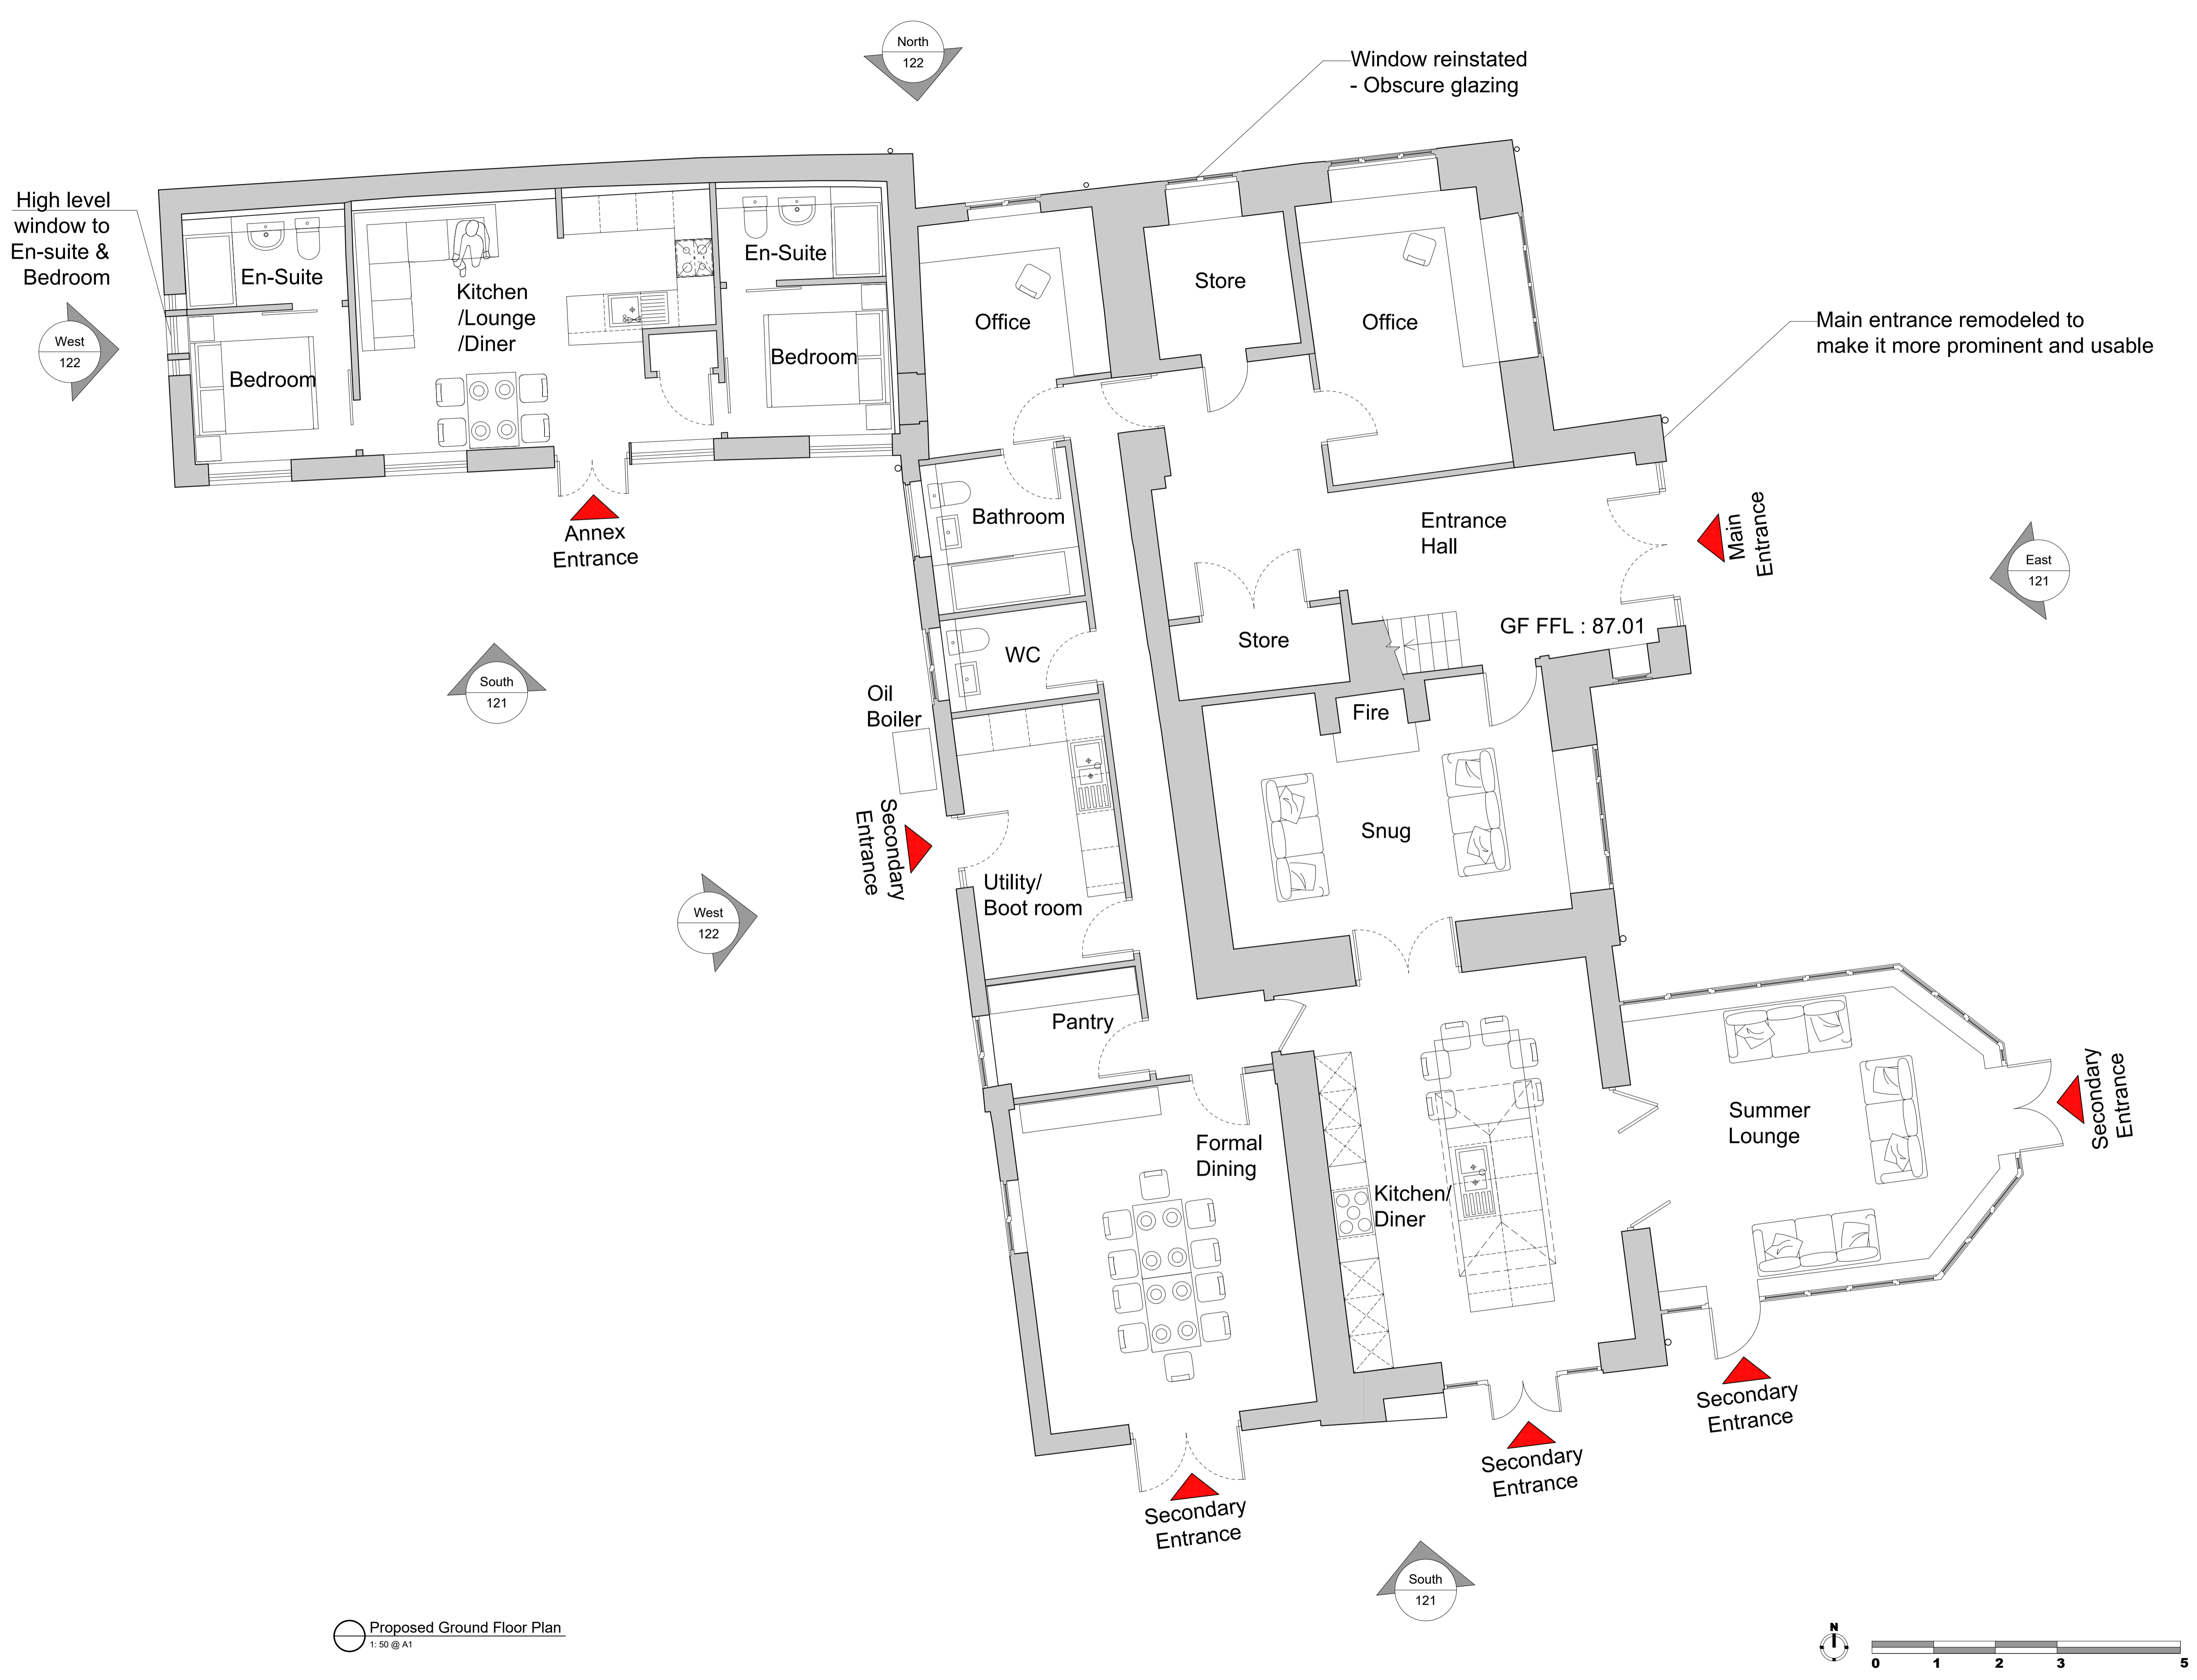 North
122
Window reinstated
- Obscure glazing
High level
window to
En-suite &
Bedroom
West
122
En-Suite
Kitchen
/Lounge
/Diner
Bedroom
En-Suite
Bedroom
Annex
Entrance
Office
Store
Office
Main entrance remodeled to
make it more prominent and usable
Bathroom
Entrance
Hall
Main
Entrance
East
121
GF FFL : 87.01
Store
WC
South
121
Oil
Boiler
Fire
Snug
Secondary
Entrance
Utility/
Boot room
West
122
Pantry
Formal
Dining
Kitchen/
Diner
Summer
Lounge
Secondary
Entrance
Secondary
Entrance
Secondary
Entrance
Secondary
Entrance
South
121
Proposed Ground Floor Plan
1: 50 @ A1
N
0 1 2 3 5